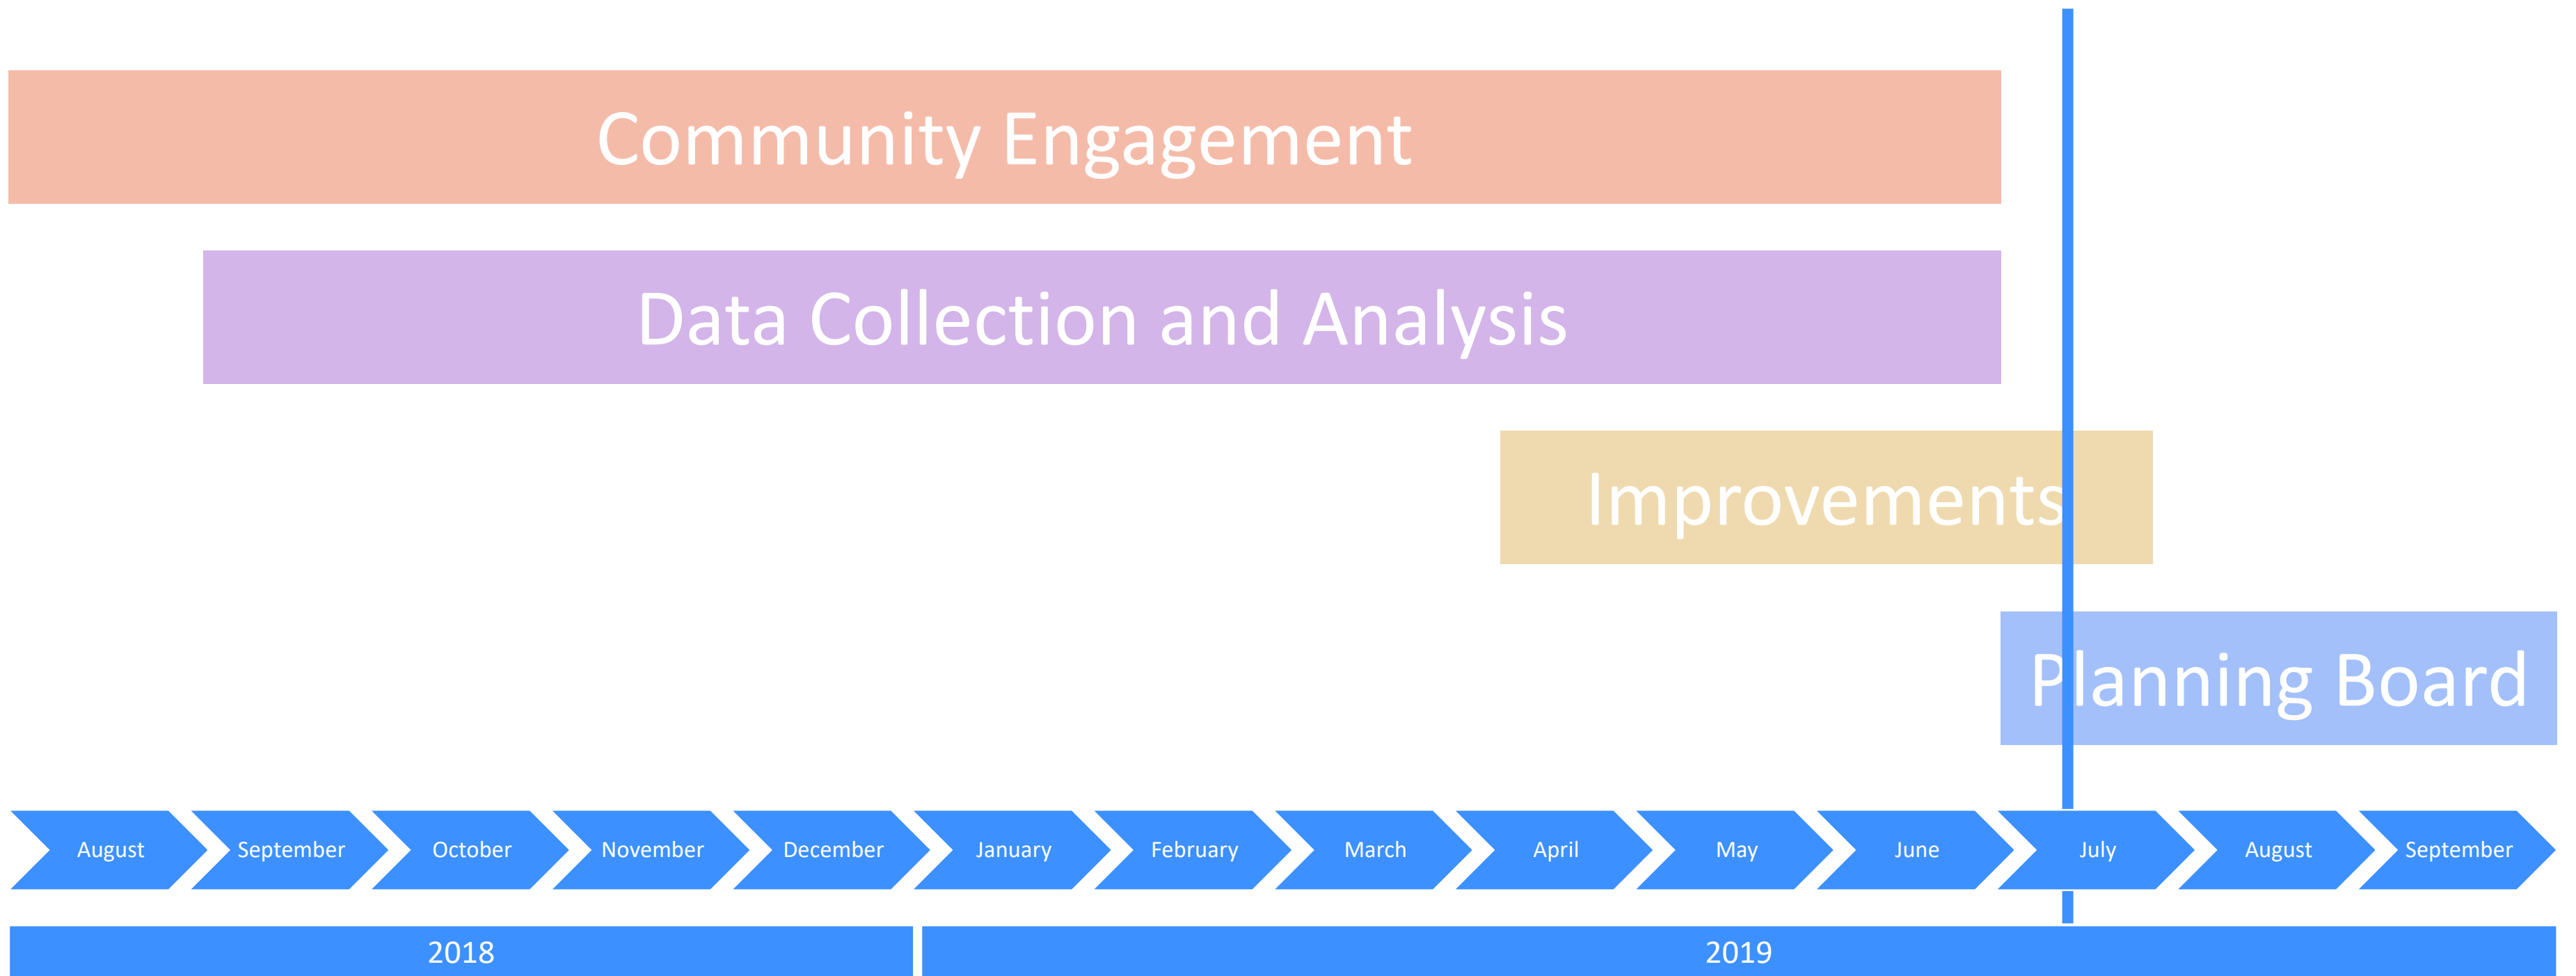 Community Engagement
Data Collection and Analysis
Improvements
Planning Board
August
September
October
November
December
January
February
March
April
May
June
July
August
September
2018
2019